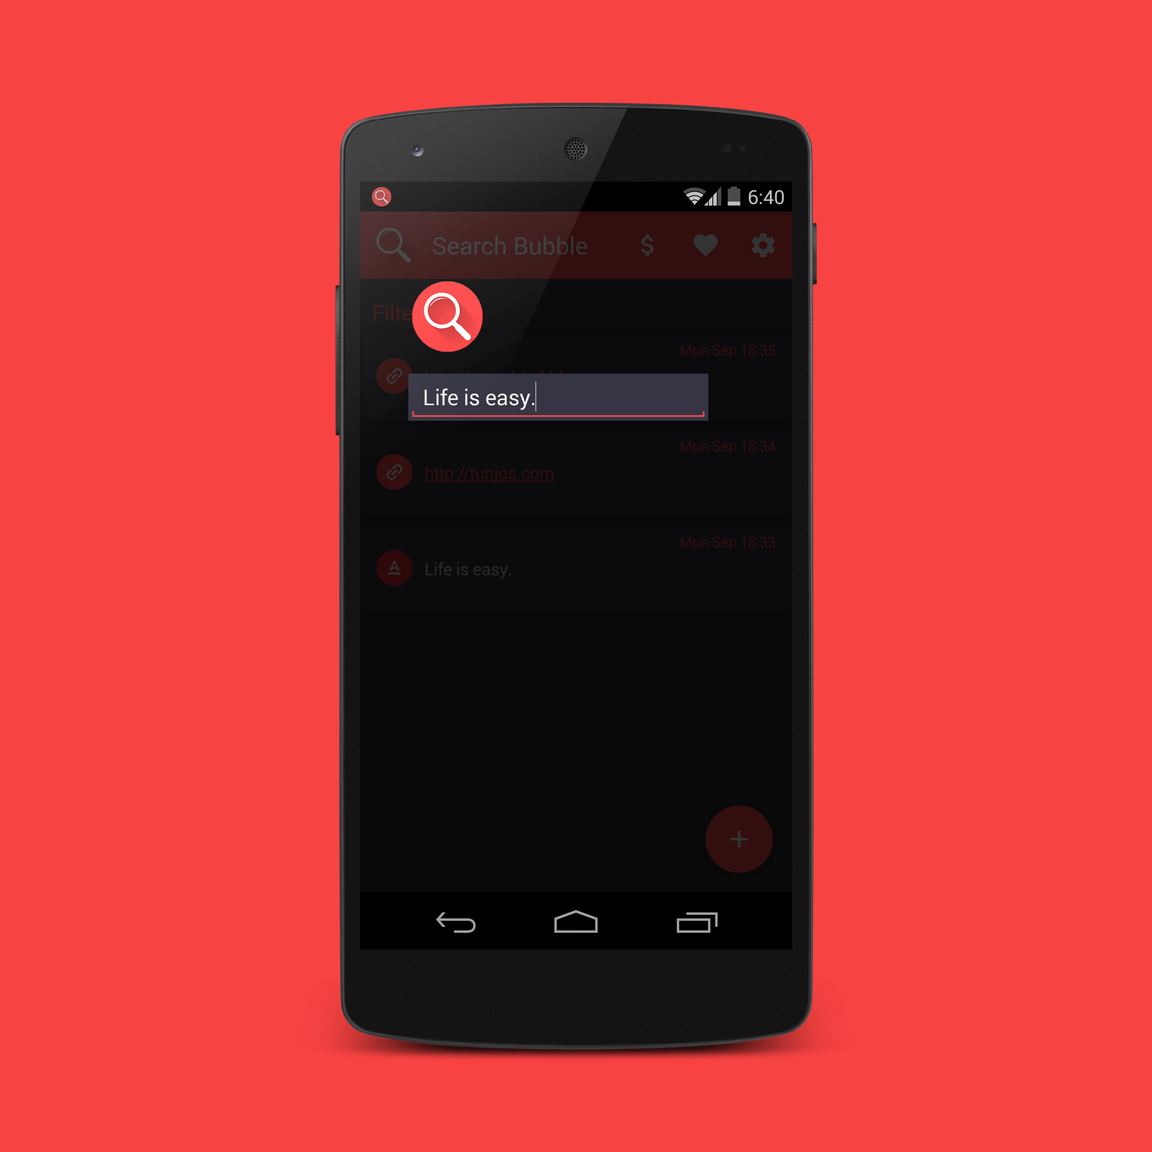 6:40
Search Bubble $
Filte
Mon Sep 18:35
Life is easy.
Mon Sep 18:34
http://tunjos.com
Mon Sep 18:33
A Life is easy.
+